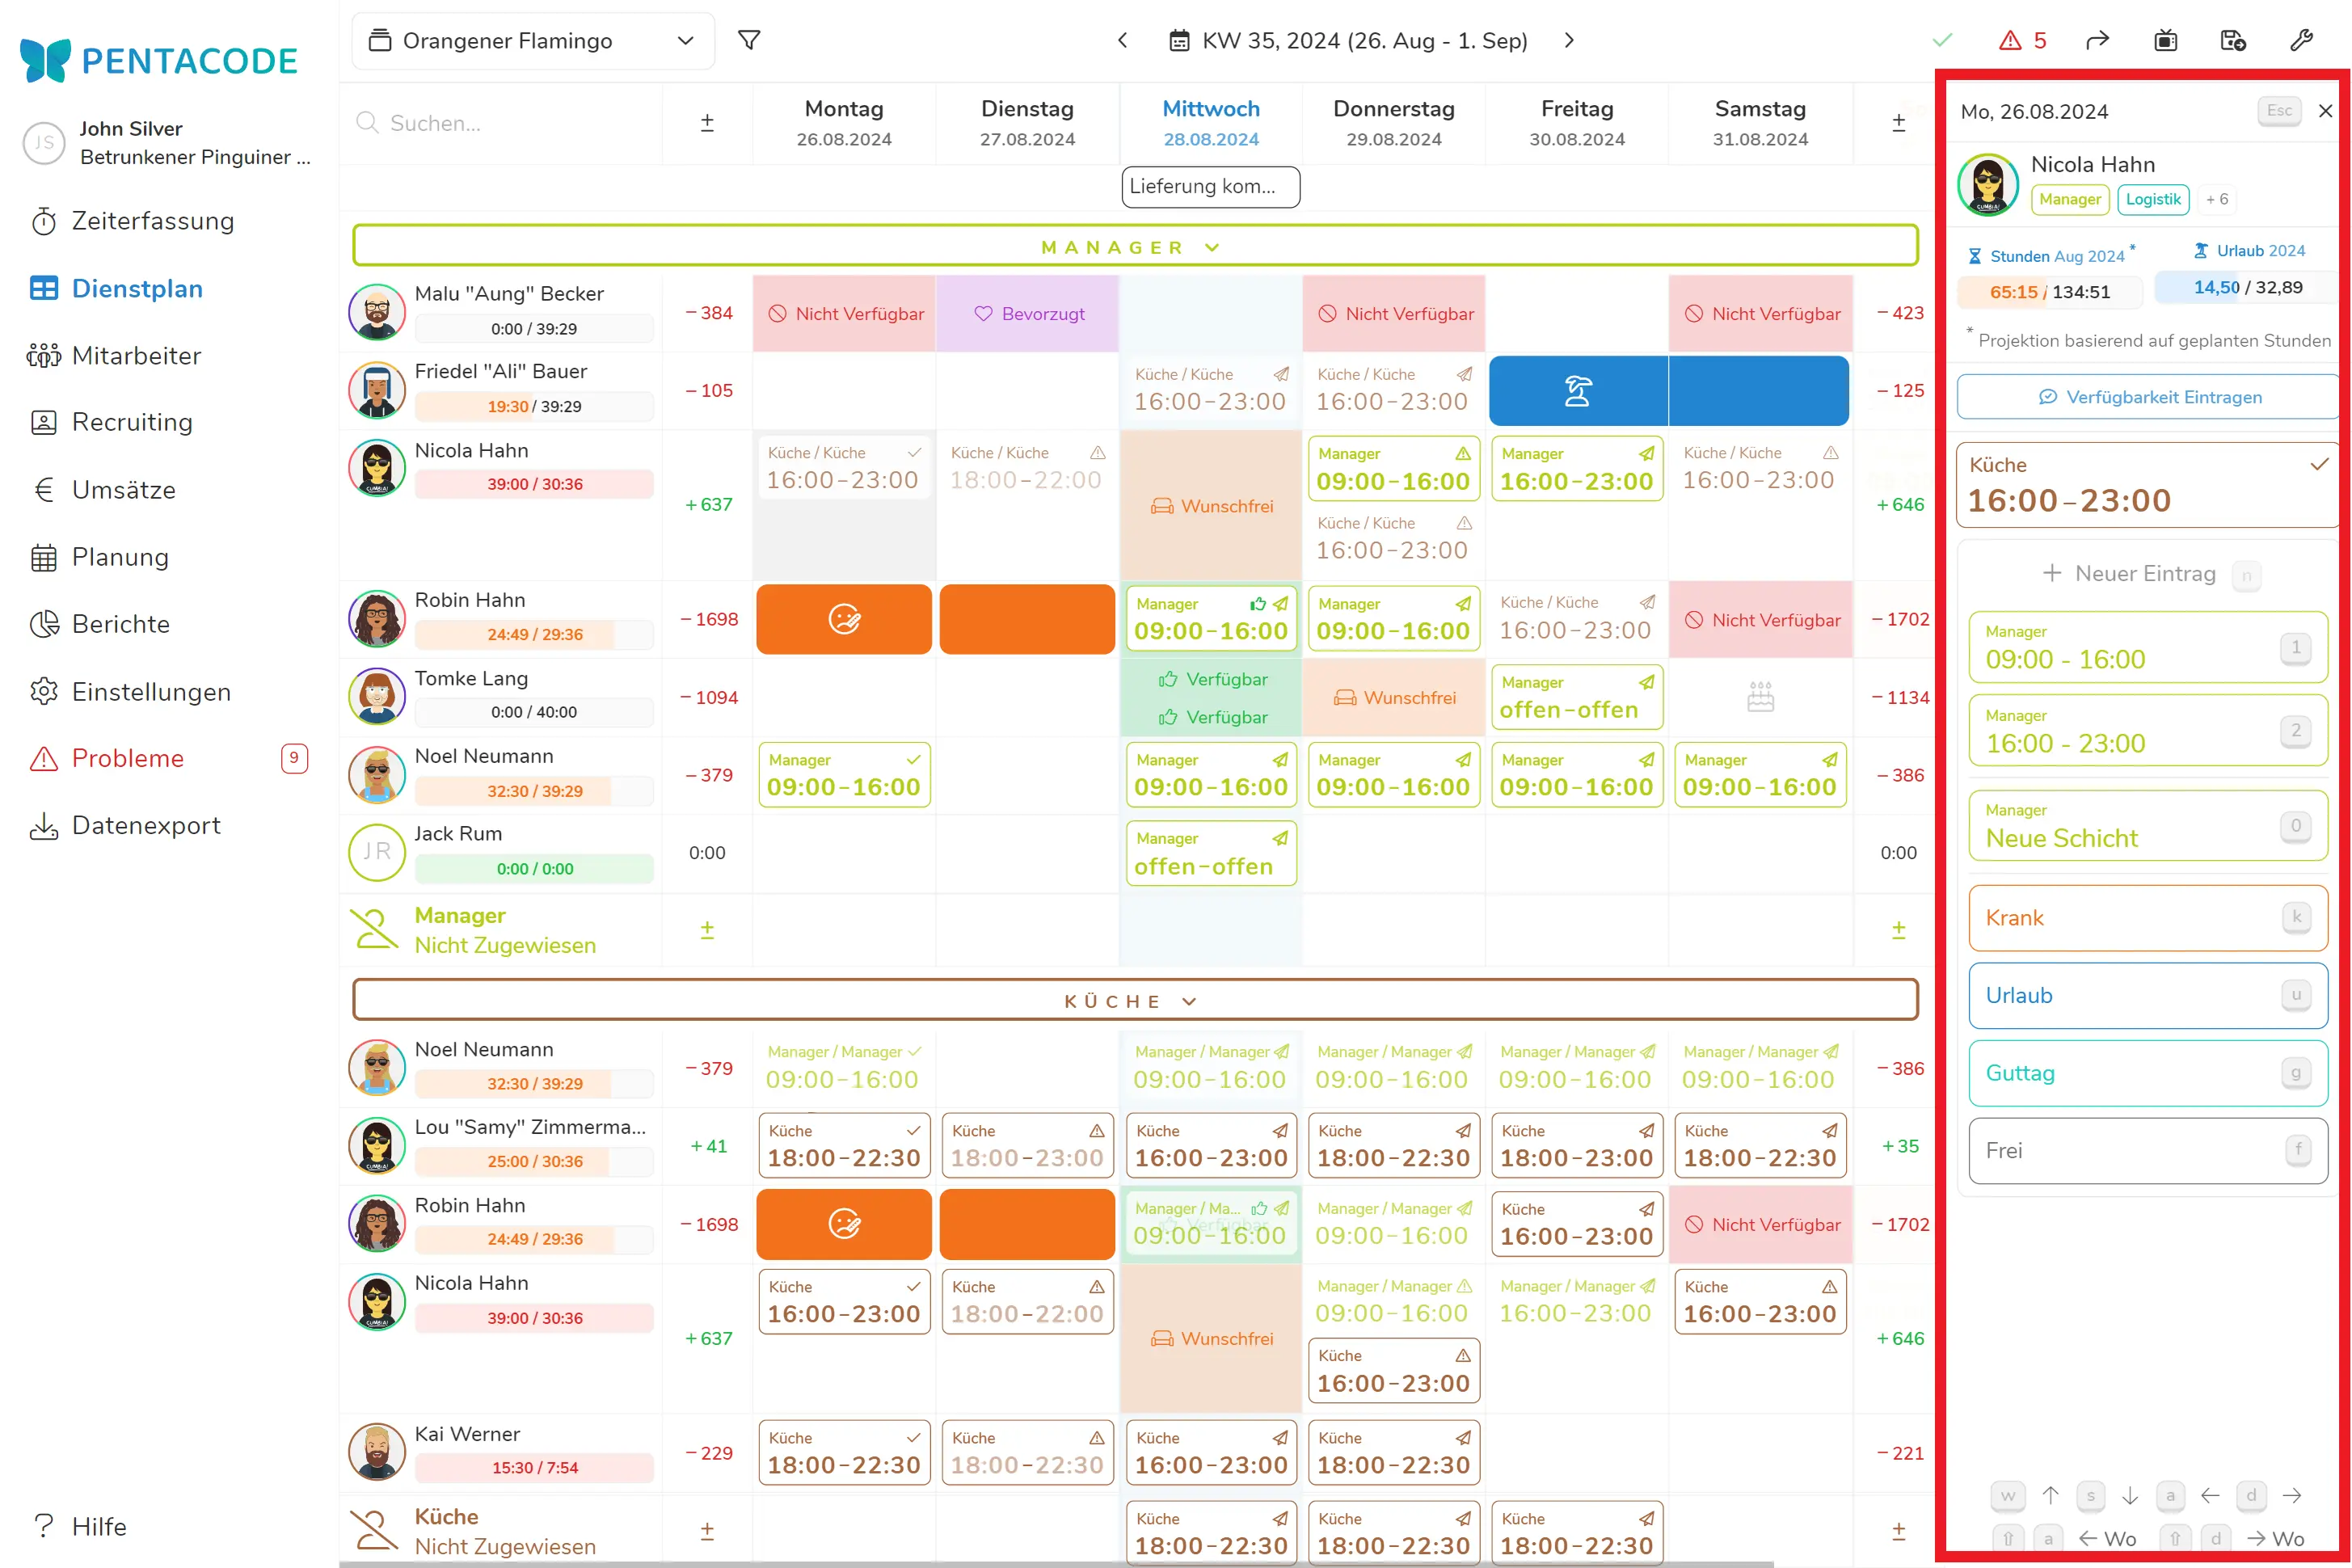 PENTACODE
JS
John Silver
Betrunkener Pinguiner ...
Zeiterfassung
Dienstplan
Mitarbeiter
Recruiting
Umsätze
Planung
Berichte
Einstellungen
Probleme 9
Datenexport
Hilfe
Orangener Flamingo
KW 35, 2024 (26. Aug - 1. Sep)
5
Suchen...
±
Montag
26.08.2024
Dienstag
27.08.2024
Mittwoch
28.08.2024
Donnerstag
29.08.2024
Freitag
30.08.2024
Samstag
31.08.2024
±
Lieferung kom...
MANAGER
Malu "Aung" Becker
0:00 / 39:29
−384
Nicht Verfügbar
Bevorzugt
Nicht Verfügbar
Nicht Verfügbar
−423
Friedel "Ali" Bauer
19:30 / 39:29
−105
Küche / Küche
16:00–23:00
Küche / Küche
16:00–23:00
−125
Nicola Hahn
39:00 / 30:36
+637
Küche / Küche
16:00–23:00
Küche / Küche
18:00–22:00
Wunschfrei
Manager
09:00–16:00
Küche / Küche
16:00–23:00
Manager
16:00–23:00
Küche / Küche
16:00–23:00
+646
Robin Hahn
24:49 / 29:36
−1698
Manager
09:00–16:00
Manager
09:00–16:00
Küche / Küche
16:00–23:00
Nicht Verfügbar
−1702
Tomke Lang
0:00 / 40:00
−1094
Verfügbar
Verfügbar
Wunschfrei
Manager
offen–offen
−1134
Noel Neumann
32:30 / 39:29
−379
Manager
09:00–16:00
Manager
09:00–16:00
Manager
09:00–16:00
Manager
09:00–16:00
Manager
09:00–16:00
−386
JR
Jack Rum
0:00 / 0:00
0:00
Manager
offen–offen
0:00
Manager
Nicht Zugewiesen
±
±
KÜCHE
Noel Neumann
32:30 / 39:29
−379
Manager / Manager
09:00–16:00
Manager / Manager
09:00–16:00
Manager / Manager
09:00–16:00
Manager / Manager
09:00–16:00
Manager / Manager
09:00–16:00
−386
Lou "Samy" Zimmerma...
25:00 / 30:36
+41
Küche
18:00–22:30
Küche
18:00–23:00
Küche
16:00–23:00
Küche
18:00–22:30
Küche
18:00–23:00
Küche
18:00–22:30
+35
Robin Hahn
24:49 / 29:36
−1698
Manager / Ma...
Verfügbar
09:00–16:00
Manager / Manager
09:00–16:00
Küche
16:00–23:00
Nicht Verfügbar
−1702
Nicola Hahn
39:00 / 30:36
+637
Küche
16:00–23:00
Küche
18:00–22:00
Wunschfrei
Manager / Manager
09:00–16:00
Küche
16:00–23:00
Manager / Manager
16:00–23:00
Küche
16:00–23:00
+646
Kai Werner
15:30 / 7:54
−229
Küche
18:00–22:30
Küche
18:00–22:30
Küche
16:00–23:00
Küche
18:00–22:30
−221
Küche
Nicht Zugewiesen
±
Küche
18:00–22:30
Küche
18:00–22:30
Küche
18:00–22:30
±
Mo, 26.08.2024 Esc
Nicola Hahn
Manager Logistik + 6
Stunden Aug 2024 *
65:15 / 134:51
Urlaub 2024
14,50 / 32,89
* Projektion basierend auf geplanten Stunden
Verfügbarkeit Eintragen
Küche
16:00–23:00
+ Neuer Eintrag n
Manager
09:00 - 16:00 1
Manager
16:00 - 23:00 2
Manager
Neue Schicht 0
Krank k
Urlaub u
Guttag g
Frei f
w ↑ s ↓ a ← d →
⇧ a ← Wo ⇧ d → Wo